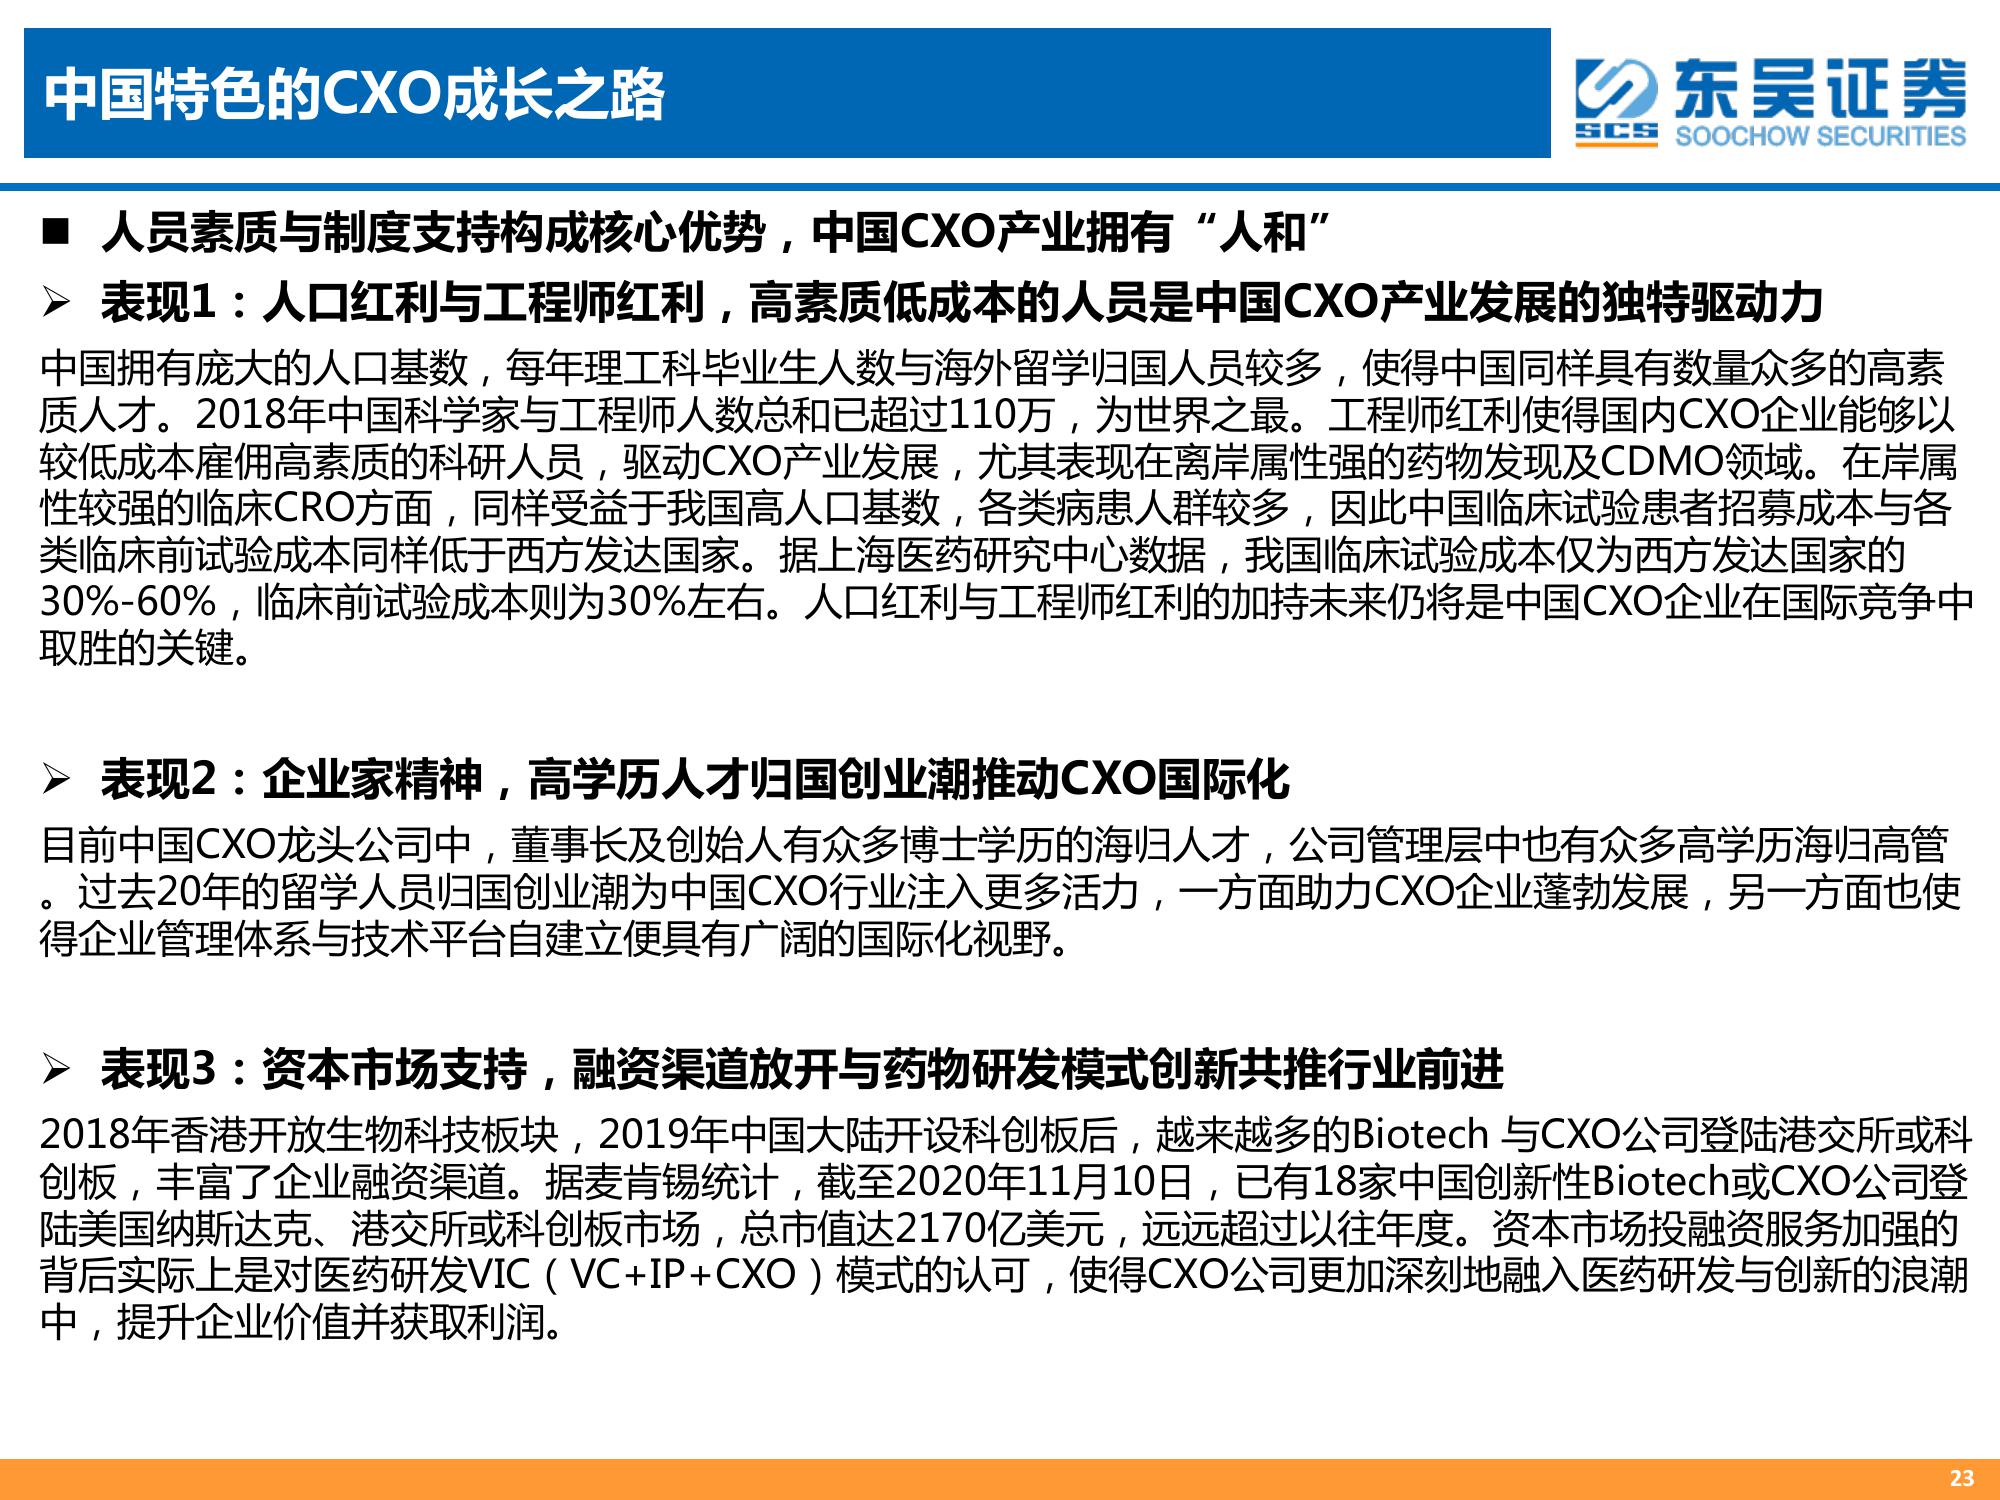 中国特色的CXO成长之路
SCS
东吴证券
SOOCHOW SECURITIES
■ 人员素质与制度支持构成核心优势，中国CXO产业拥有“人和”
➢ 表现1：人口红利与工程师红利，高素质低成本的人员是中国CXO产业发展的独特驱动力
中国拥有庞大的人口基数，每年理工科毕业生人数与海外留学归国人员较多，使得中国同样具有数量众多的高素
质人才。2018年中国科学家与工程师人数总和已超过110万，为世界之最。工程师红利使得国内CXO企业能够以
较低成本雇佣高素质的科研人员，驱动CXO产业发展，尤其表现在离岸属性强的药物发现及CDMO领域。在岸属
性较强的临床CRO方面，同样受益于我国高人口基数，各类病患人群较多，因此中国临床试验患者招募成本与各
类临床前试验成本同样低于西方发达国家。据上海医药研究中心数据，我国临床试验成本仅为西方发达国家的
30%-60%，临床前试验成本则为30%左右。人口红利与工程师红利的加持未来仍将是中国CXO企业在国际竞争中
取胜的关键。
➢ 表现2：企业家精神，高学历人才归国创业潮推动CXO国际化
目前中国CXO龙头公司中，董事长及创始人有众多博士学历的海归人才，公司管理层中也有众多高学历海归高管
。过去20年的留学人员归国创业潮为中国CXO行业注入更多活力，一方面助力CXO企业蓬勃发展，另一方面也使
得企业管理体系与技术平台自建立便具有广阔的国际化视野。
➢ 表现3：资本市场支持，融资渠道放开与药物研发模式创新共推行业前进
2018年香港开放生物科技板块，2019年中国大陆开设科创板后，越来越多的Biotech 与CXO公司登陆港交所或科
创板，丰富了企业融资渠道。据麦肯锡统计，截至2020年11月10日，已有18家中国创新性Biotech或CXO公司登
陆美国纳斯达克、港交所或科创板市场，总市值达2170亿美元，远远超过以往年度。资本市场投融资服务加强的
背后实际上是对医药研发VIC（VC+IP+CXO）模式的认可，使得CXO公司更加深刻地融入医药研发与创新的浪潮
中，提升企业价值并获取利润。
23